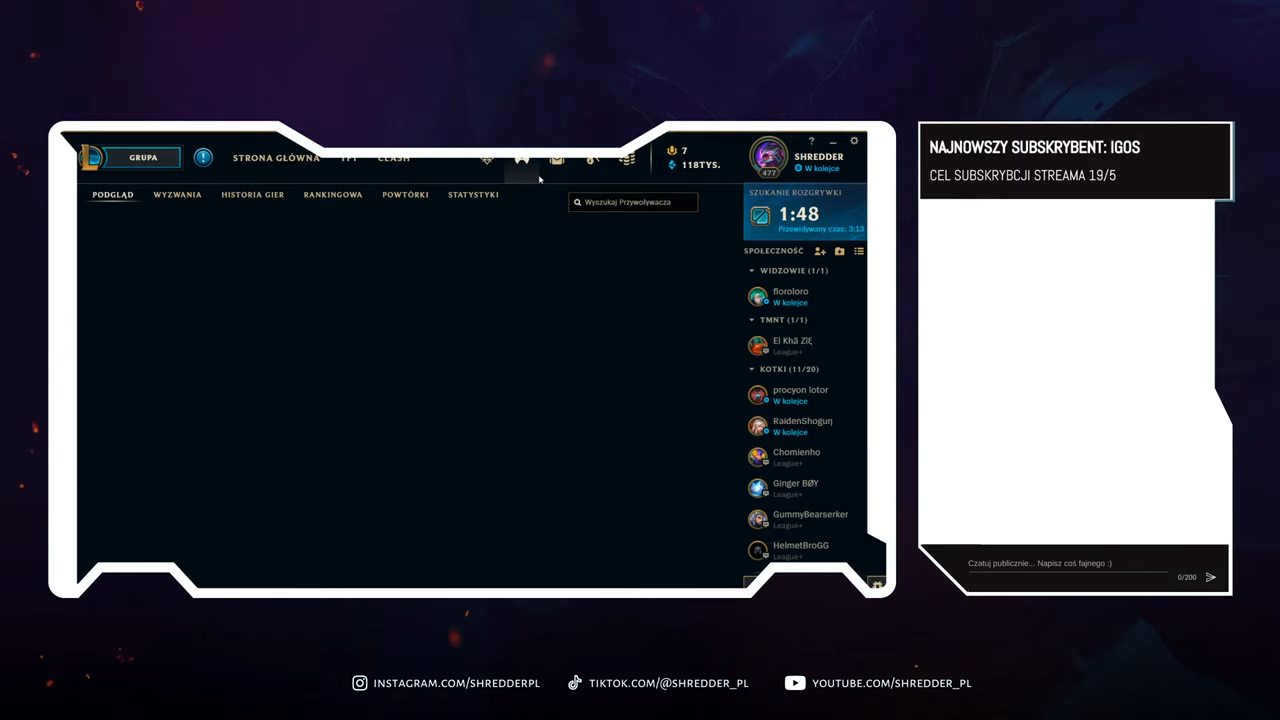 GRUPA
STRONA GŁÓWNA
TFT
CLASH
7
118TYS.
?
SHREDDER
W kolejce
477
PODGLĄD
WYZWANIA
HISTORIA GIER
RANKINGOWA
POWTÓRKI
STATYSTYKI
Wyszukaj Przywoływacza
SZUKANIE ROZGRYWKI
1:48
Przewidywany czas: 3:13
SPOŁECZNOŚĆ
WIDZOWIE (1/1)
floroloro
W kolejce
TMNT (1/1)
El Khã Zïξ
League+
KOTKI (11/20)
procyon lotor
W kolejce
RaidenShoguη
W kolejce
Chomienho
League+
Ginger BØY
League+
GummyBearserker
League+
HelmetBroGG
League+
NAJNOWSZY SUBSKRYBENT: IGOS
CEL SUBSKRYBCJI STREAMA 19/5
Czatuj publicznie... Napisz coś fajnego :)
0/200
INSTAGRAM.COM/SHREDDERPL
TIKTOK.COM/@SHREDDER_PL
YOUTUBE.COM/SHREDDER_PL